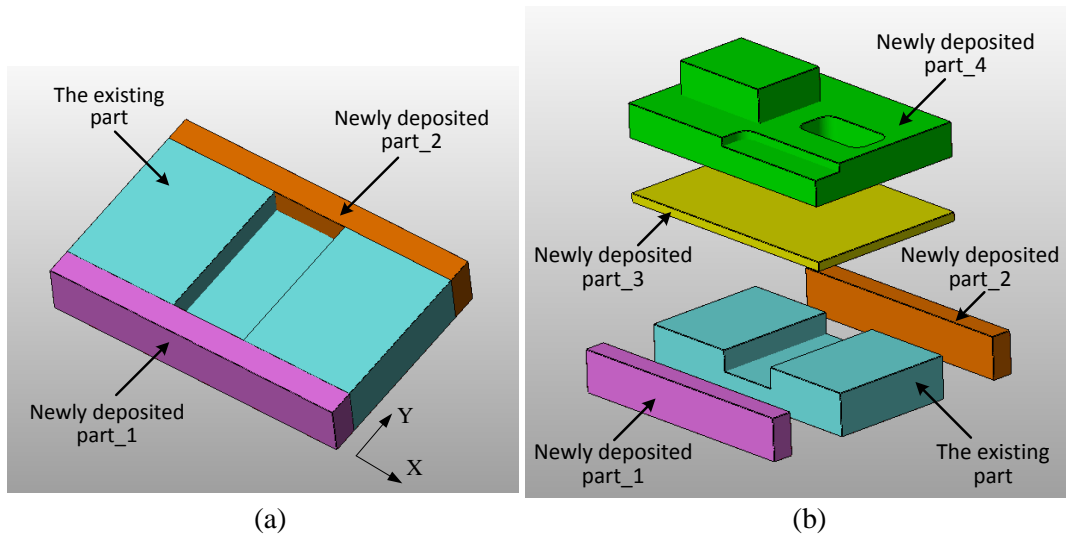 The existing
part
Newly deposited
part_2
Newly deposited
part_1
Y
X
(a)
Newly deposited
part_4
Newly deposited
part_3
Newly deposited
part_2
Newly deposited
part_1
The existing
part
(b)